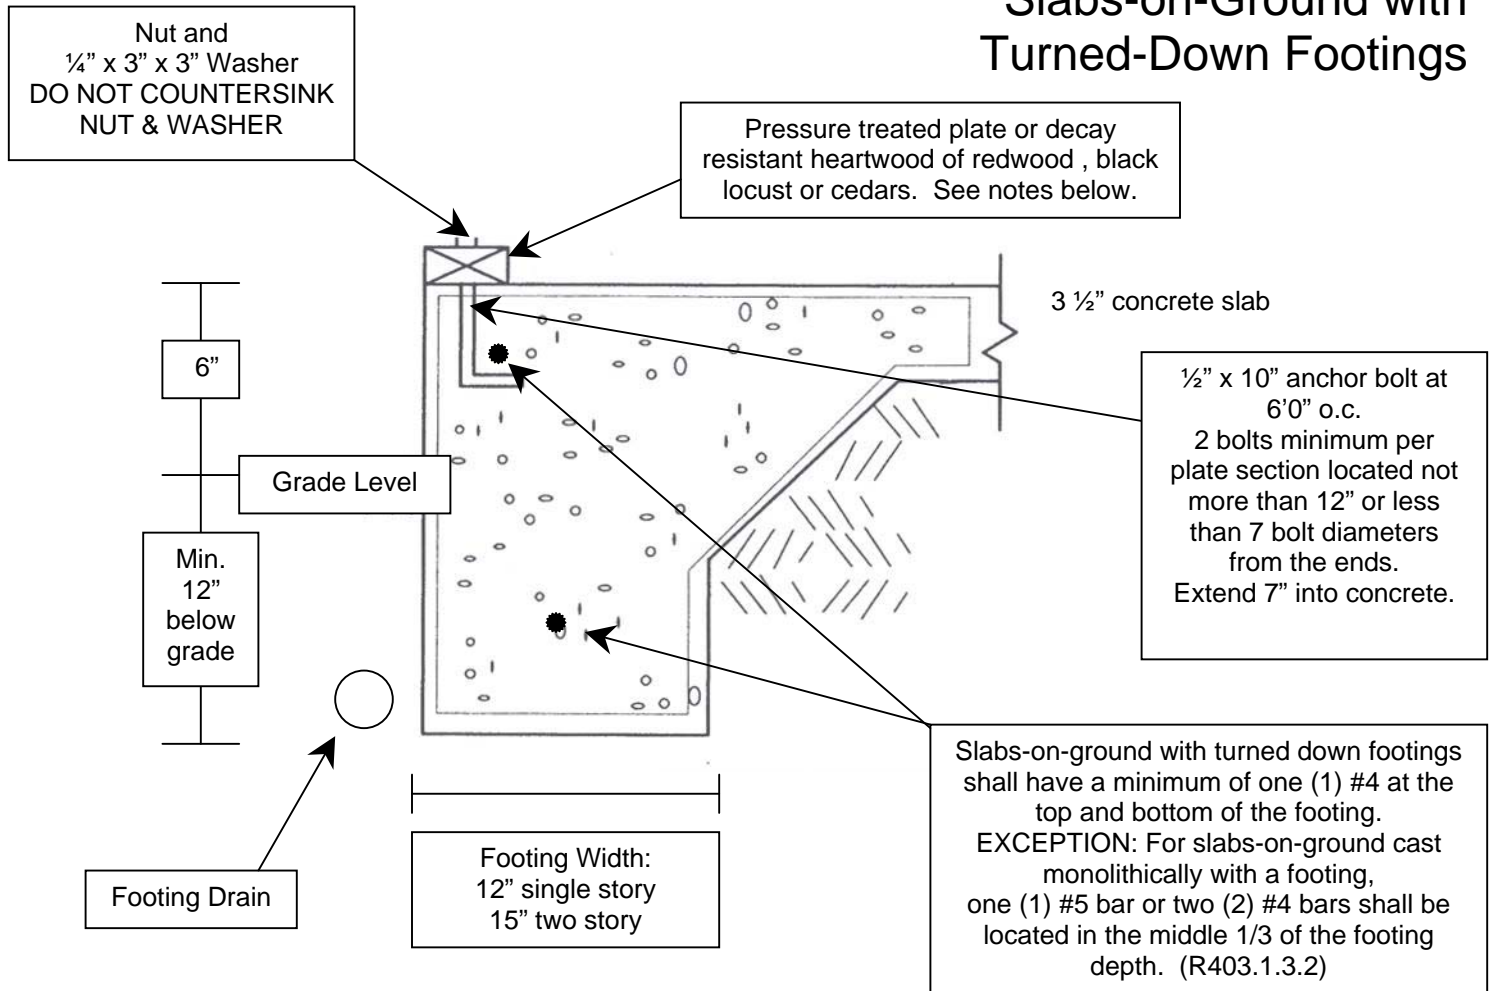 Slabs-on-Ground with
Turned-Down Footings
Nut and
¼” x 3” x 3” Washer
DO NOT COUNTERSINK
NUT & WASHER
Pressure treated plate or decay
resistant heartwood of redwood , black
locust or cedars.  See notes below.
3 ½” concrete slab
6”
Grade Level
Min.
12”
below
grade
½” x 10” anchor bolt at
6’0” o.c.
2 bolts minimum per
plate section located not
more than 12” or less
than 7 bolt diameters
from the ends.
Extend 7” into concrete.
Footing Drain
Footing Width:
12” single story
15” two story
Slabs-on-ground with turned down footings
shall have a minimum of one (1) #4 at the
top and bottom of the footing.
EXCEPTION: For slabs-on-ground cast
monolithically with a footing,
one (1) #5 bar or two (2) #4 bars shall be
located in the middle 1/3 of the footing
depth.  (R403.1.3.2)